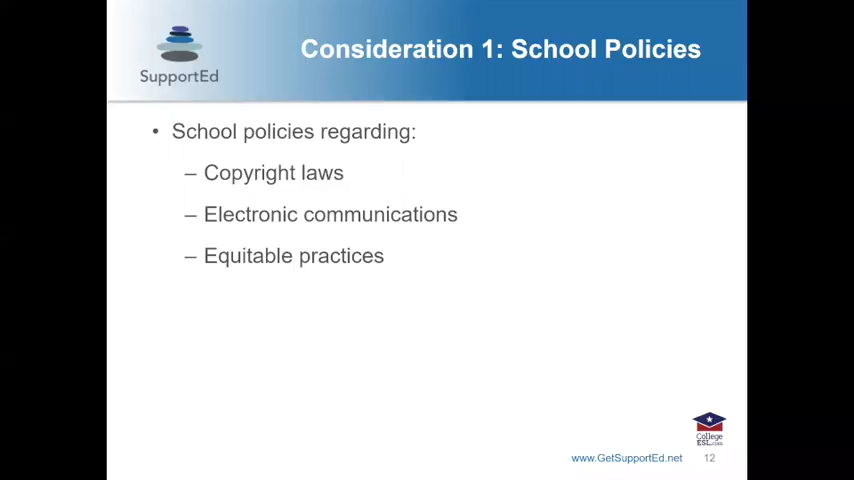 SupportEd
Consideration 1: School Policies
• School policies regarding:
– Copyright laws
– Electronic communications
– Equitable practices
College
ESL.com
www.GetSupportEd.net
12